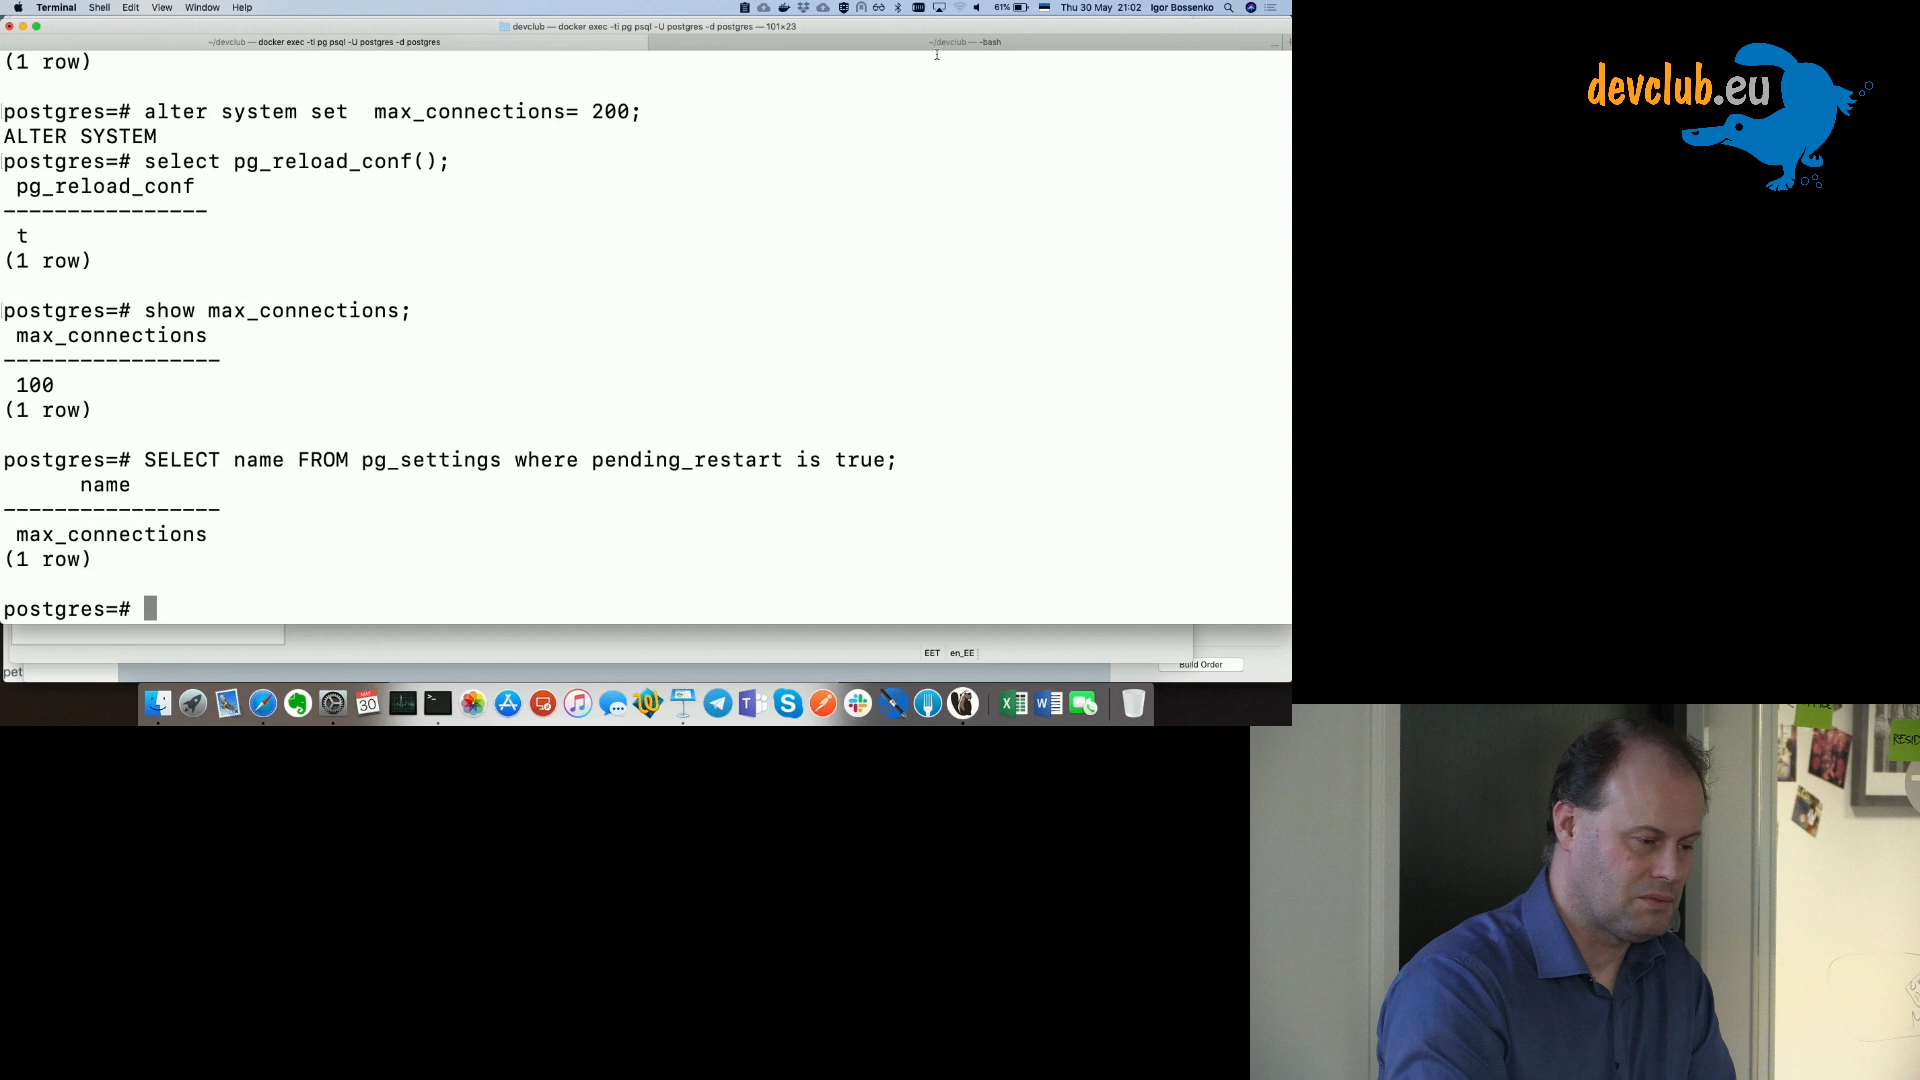 Terminal Shell Edit View Window Help 61% Thu 30 May 21:02 Igor Bossenko
devclub — docker exec -ti pg psql -U postgres -d postgres — 101×23
~/devclub — docker exec -ti pg psql -U postgres -d postgres
~/devclub — -bash
(1 row)
postgres=# alter system set  max_connections= 200;
ALTER SYSTEM
postgres=# select pg_reload_conf();
pg_reload_conf
----------------
t
(1 row)
postgres=# show max_connections;
max_connections
-----------------
100
(1 row)
postgres=# SELECT name FROM pg_settings where pending_restart is true;
name
-----------------
max_connections
(1 row)
postgres=#
EET en_EE
pet
Build Order
MAY
30
devclub.eu
RESID